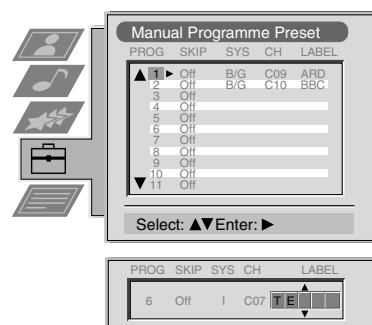 Manual Programme Preset
PROG SKIP SYS CH LABEL
1 Off B/G C09 ARD
2 Off B/G C10 BBC
3 Off
4 Off
5 Off
6 Off
7 Off
8 Off
9 Off
10 Off
11 Off
Select: ▲▼ Enter: ▶
PROG SKIP SYS CH LABEL
6 Off I C07 T E